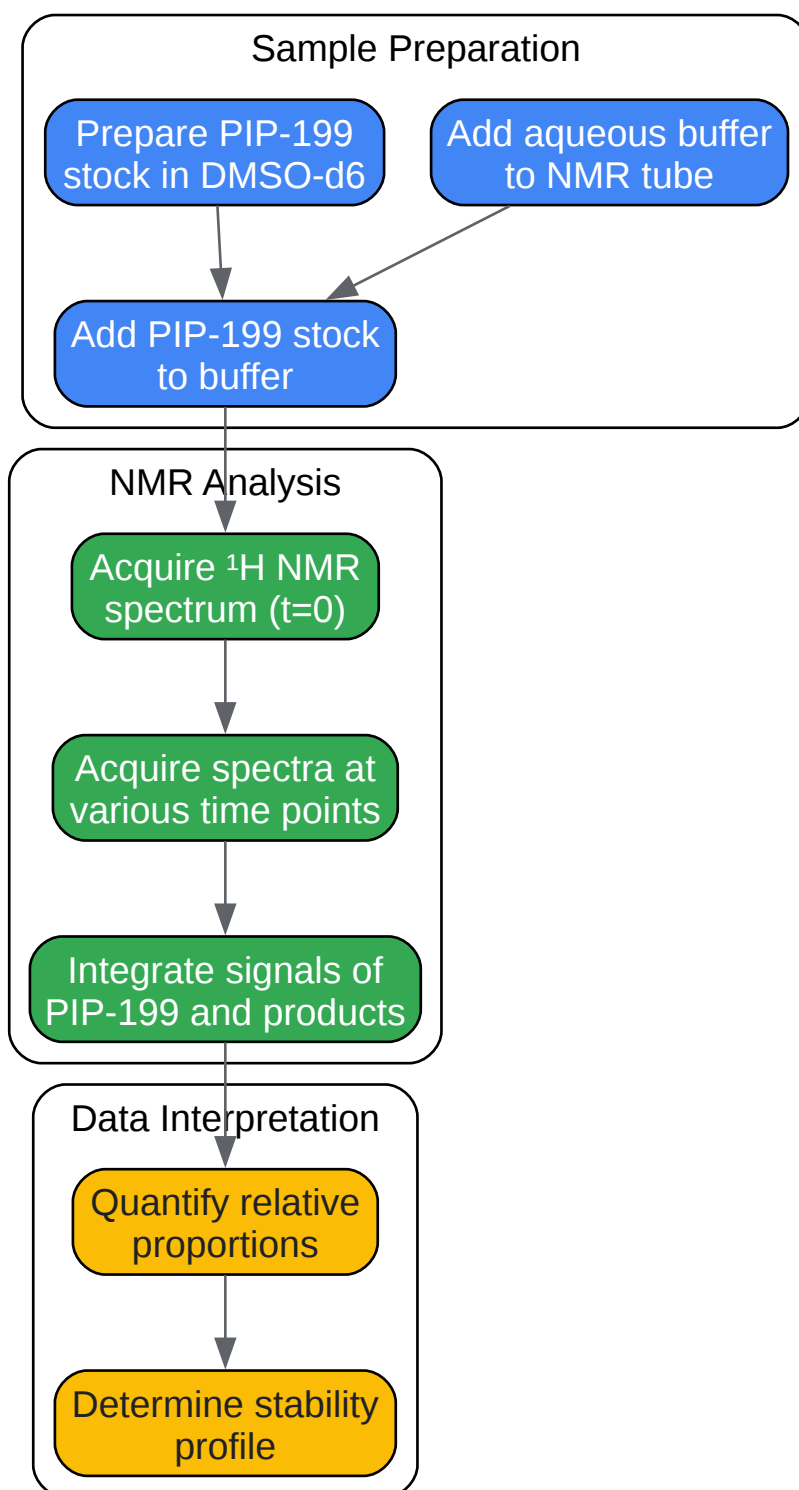 Sample Preparation
Prepare PIP-199
stock in DMSO-d6
Add aqueous buffer
to NMR tube
Add PIP-199 stock
to buffer
NMR Analysis
Acquire ¹H NMR
spectrum (t=0)
Acquire spectra at
various time points
Integrate signals of
PIP-199 and products
Data Interpretation
Quantify relative
proportions
Determine stability
profile